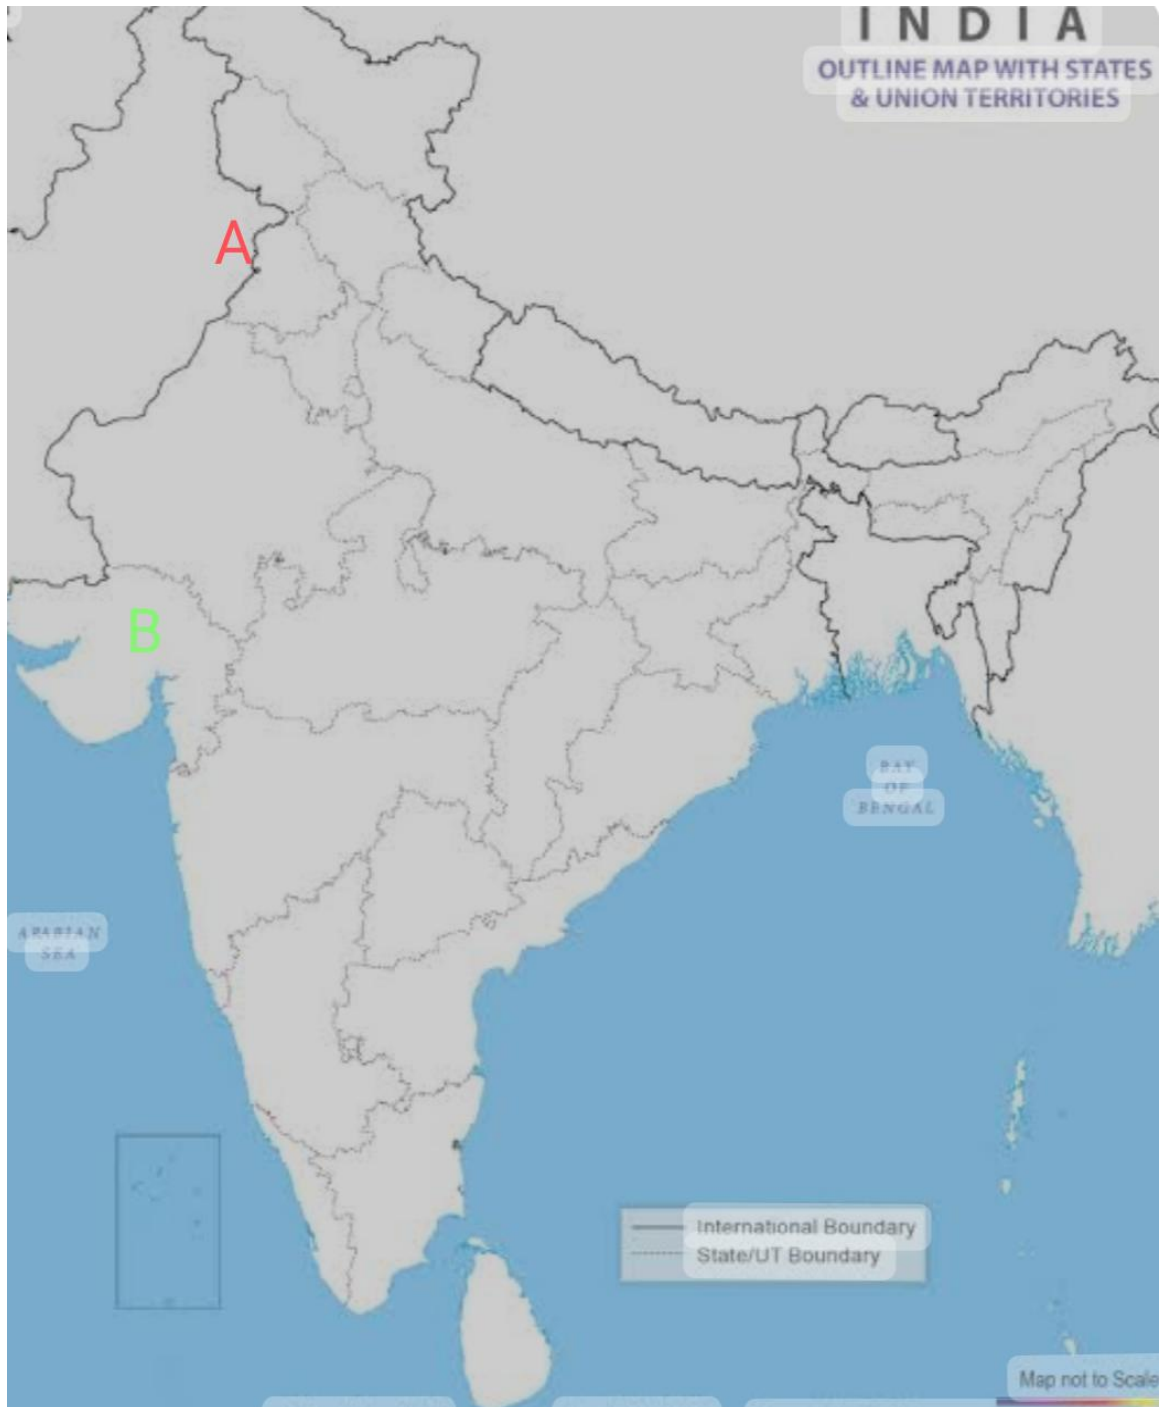 INDIA
OUTLINE MAP WITH STATES
& UNION TERRITORIES
A
B
BAY
OF
BENGAL
ARABIAN
SEA
International Boundary
State/UT Boundary
Map not to Scale